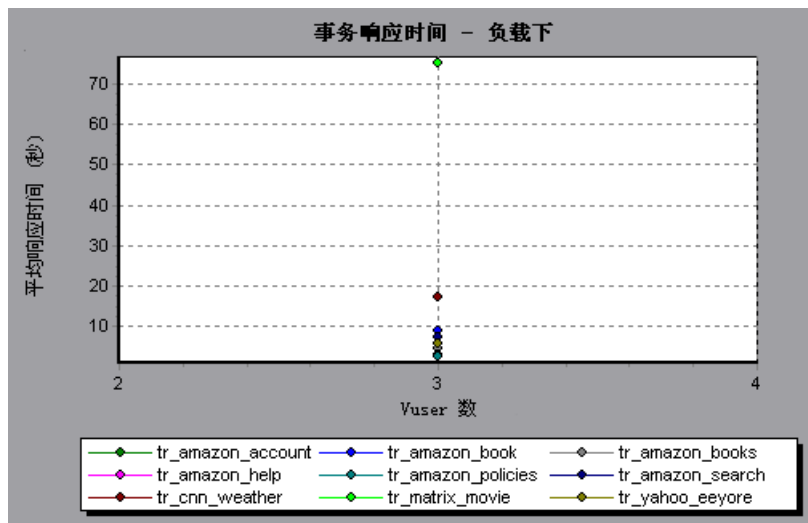 事务响应时间 - 负载下
平均响应时间 (秒)
70
60
50
40
30
20
10
2 3 4
Vuser 数
tr_amazon_account tr_amazon_book tr_amazon_books
tr_amazon_help tr_amazon_policies tr_amazon_search
tr_cnn_weather tr_matrix_movie tr_yahoo_eeyore